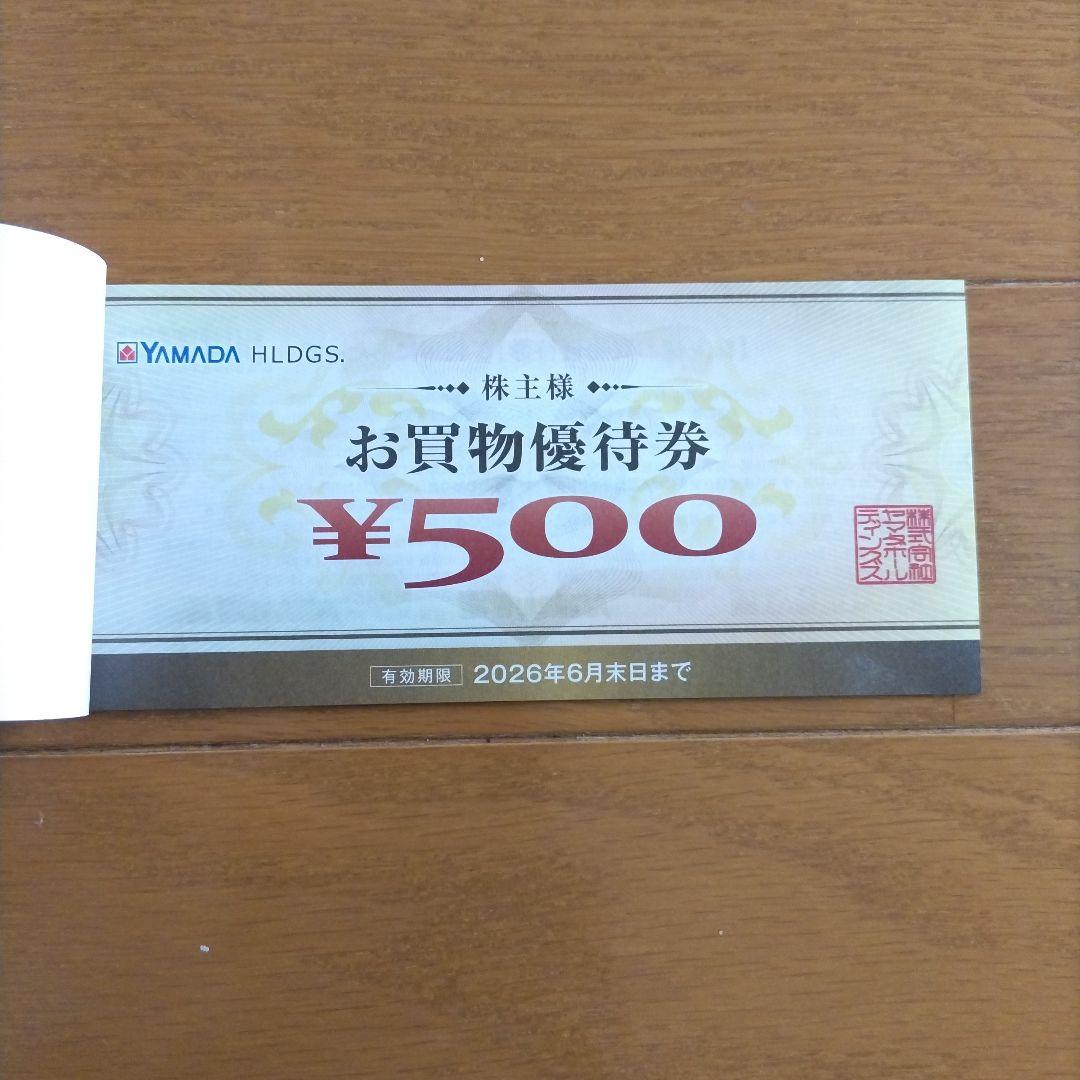 YAMADA HLDGS.
株主様
お買物優待券
¥500
株式会社
ヤマダホール
ディングス
有効期限 2026年6月末日まで